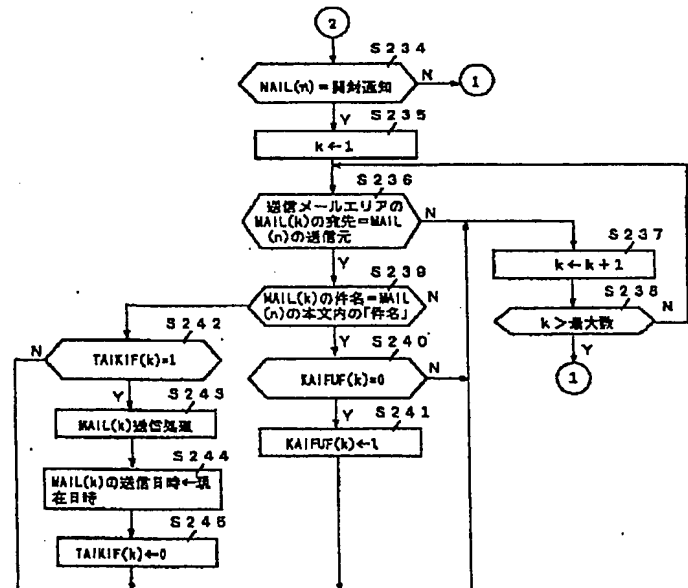 2
S234
MAIL(n)=開封通知
N
1
Y
S235
k←1
S236
送信メールエリアの
MAIL(k)の宛先=MAIL
(n)の送信元
N
Y
S237
k←k+1
S238
k>最大数
N
Y
1
S239
MAIL(k)の件名=MAIL
(n)の本文内の「件名」
N
Y
S240
KAIFUF(k)=0
N
Y
S241
KAIFUF(k)←1
S242
N
TAIKIF(k)=1
Y
S243
MAIL(k)送信処理
S244
MAIL(k)の送信日時←現
在日時
S245
TAIKIF(k)←0